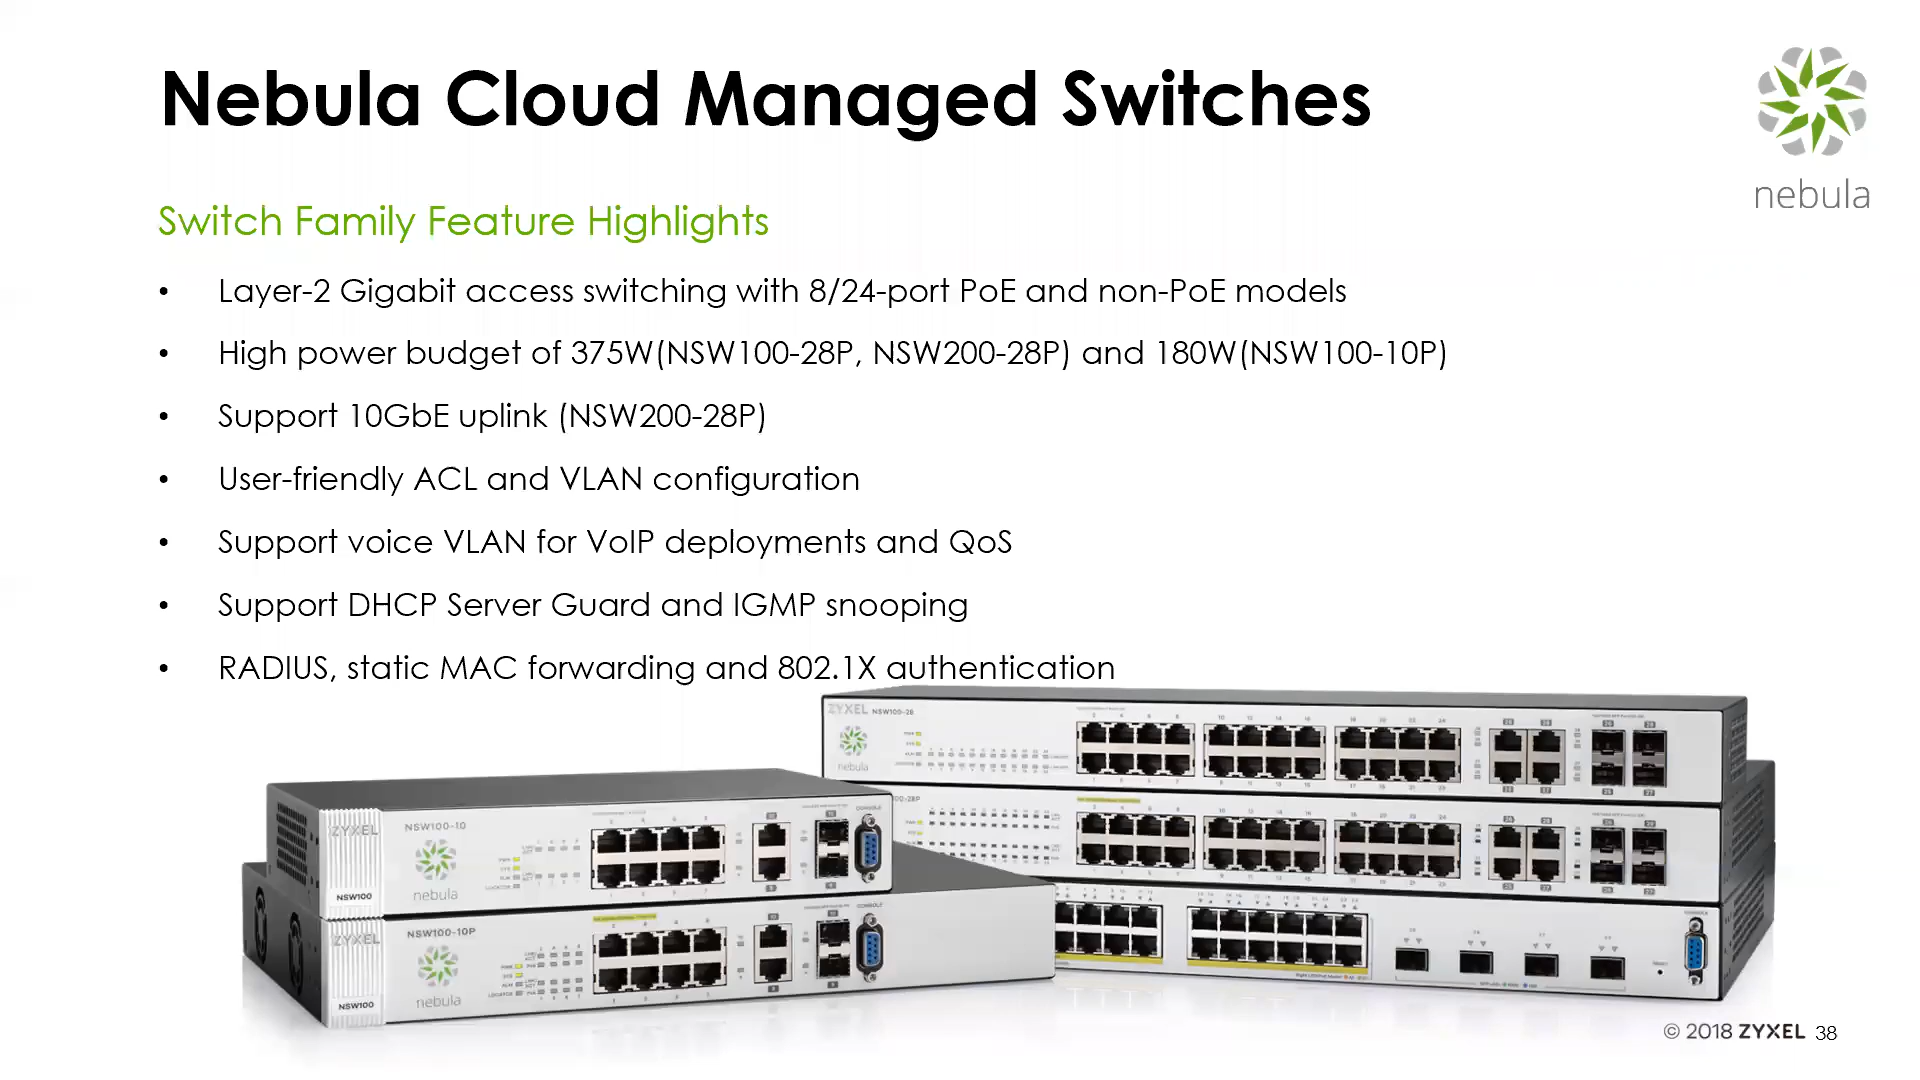 Nebula Cloud Managed Switches
nebula
Switch Family Feature Highlights
• Layer-2 Gigabit access switching with 8/24-port PoE and non-PoE models
• High power budget of 375W(NSW100-28P, NSW200-28P) and 180W(NSW100-10P)
• Support 10GbE uplink (NSW200-28P)
• User-friendly ACL and VLAN configuration
• Support voice VLAN for VoIP deployments and QoS
• Support DHCP Server Guard and IGMP snooping
• RADIUS, static MAC forwarding and 802.1X authentication
ZYXEL NSW100-28
nebula
00-28P
ZYXEL NSW100-10
nebula
NSW100
CONSOLE
ZYXEL NSW100-10P
nebula
NSW100
CONSOLE
© 2018 ZYXEL 38